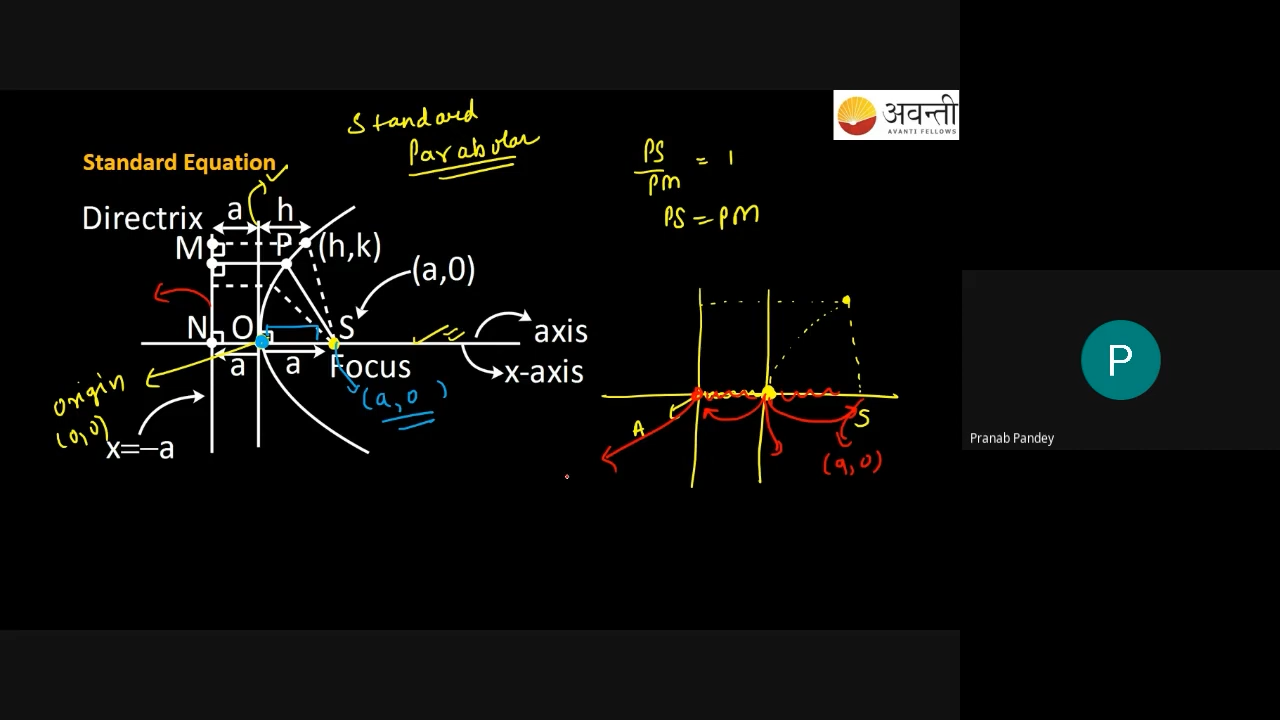 Standard
Parabola
अवन्ती
AVANTI FELLOWS
Standard Equation
PS/PM = 1
PS = PM
Directrix
a
h
M
P
(h,k)
(a,0)
N
O
S
axis
a
a
Focus
x-axis
origin
(0,0)
(a,0)
x=–a
A
S
(a,0)
P
Pranab Pandey